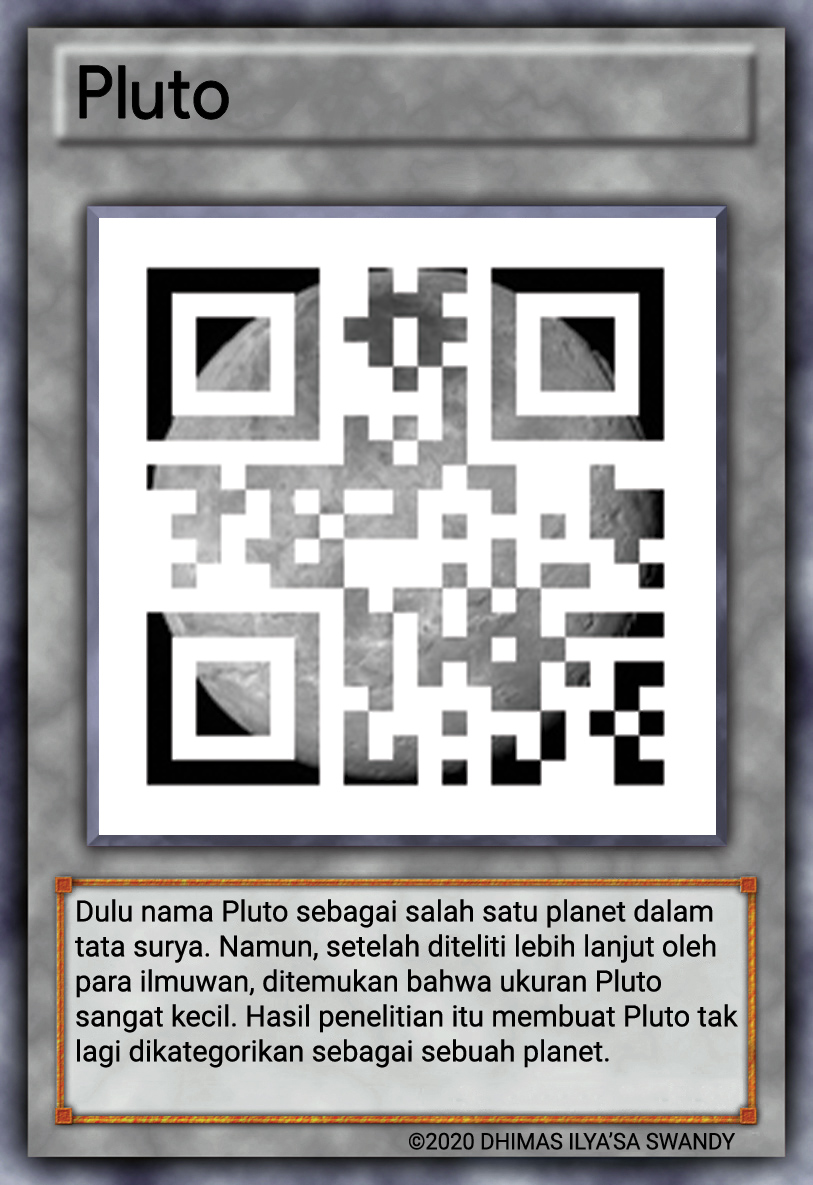 Pluto
Dulu nama Pluto sebagai salah satu planet dalam
tata surya. Namun, setelah diteliti lebih lanjut oleh
para ilmuwan, ditemukan bahwa ukuran Pluto
sangat kecil. Hasil penelitian itu membuat Pluto tak
lagi dikategorikan sebagai sebuah planet.
©2020 DHIMAS ILYA'SA SWANDY